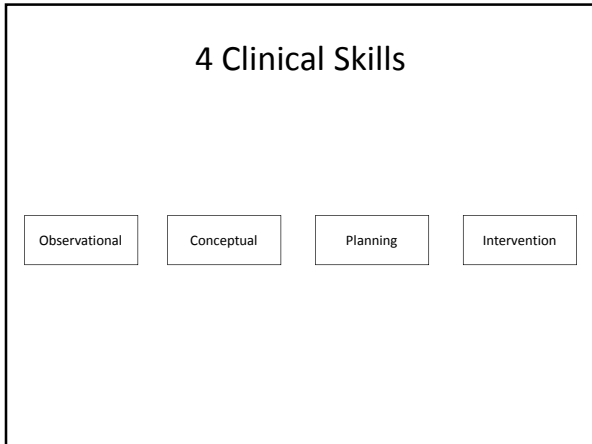 4 Clinical Skills
Observational
Conceptual
Planning
Intervention